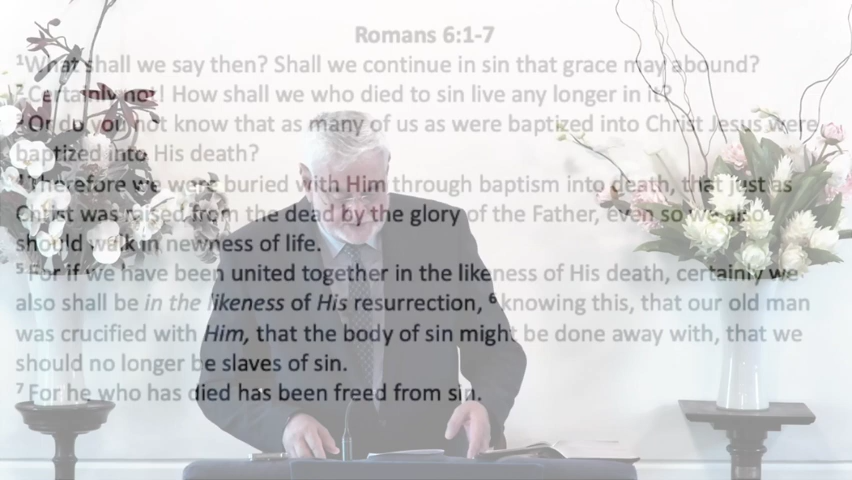 Romans 6:1-7
¹What shall we say then? Shall we continue in sin that grace may abound?
² Certainly not! How shall we who died to sin live any longer in it?
³ Or do you not know that as many of us as were baptized into Christ Jesus were
baptized into His death?
⁴Therefore we were buried with Him through baptism into death, that just as
Christ was raised from the dead by the glory of the Father, even so we also
should walk in newness of life.
⁵ For if we have been united together in the likeness of His death, certainly we
also shall be in the likeness of His resurrection, ⁶ knowing this, that our old man
was crucified with Him, that the body of sin might be done away with, that we
should no longer be slaves of sin.
⁷ For he who has died has been freed from sin.